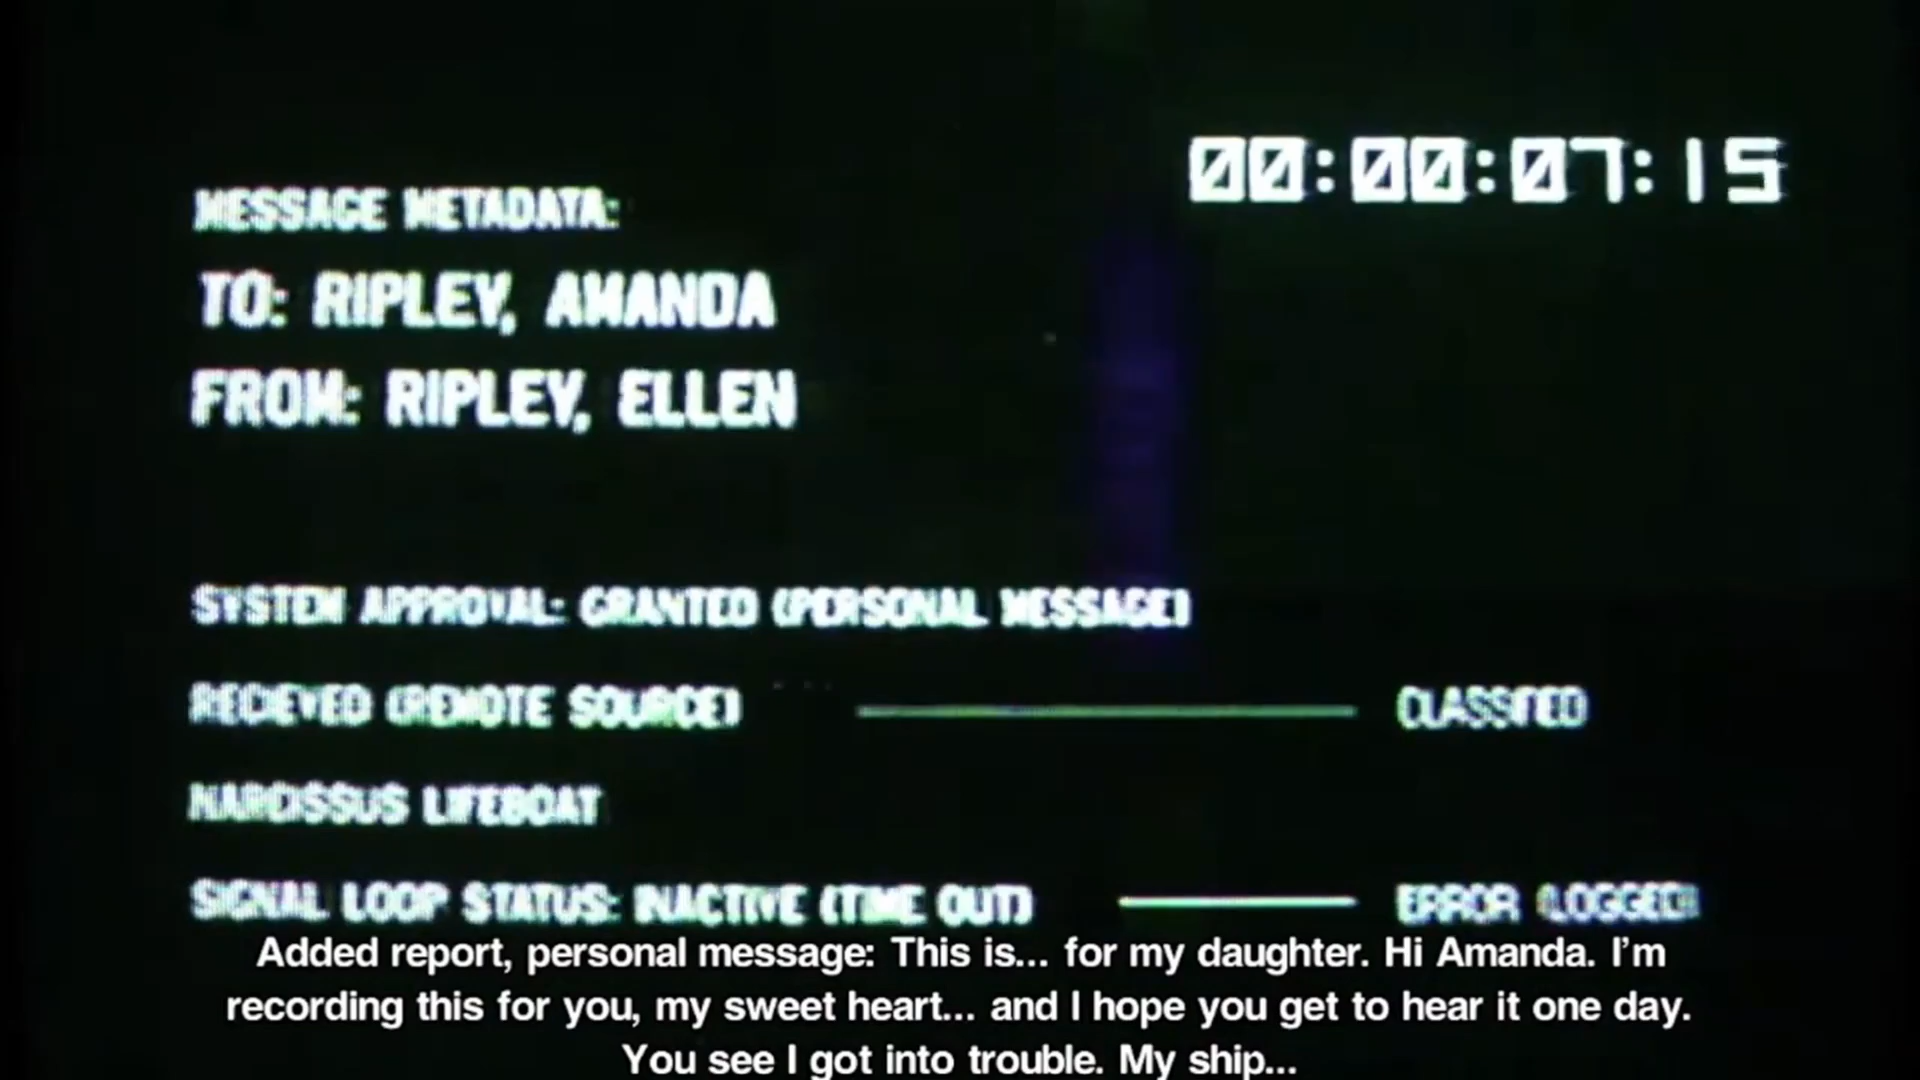 00:00:07:15
MESSAGE METADATA:
TO: RIPLEY, AMANDA
FROM: RIPLEY, ELLEN
SYSTEM APPROVAL: GRANTED (PERSONAL MESSAGE)
RECIEVED (REMOTE SOURCE) CLASSIFIED
NARCISSUS LIFEBOAT
SIGNAL LOOP STATUS: INACTIVE (TIME OUT) ERROR (LOGGED)
Added report, personal message: This is... for my daughter. Hi Amanda. I'm
recording this for you, my sweet heart... and I hope you get to hear it one day.
You see I got into trouble. My ship...